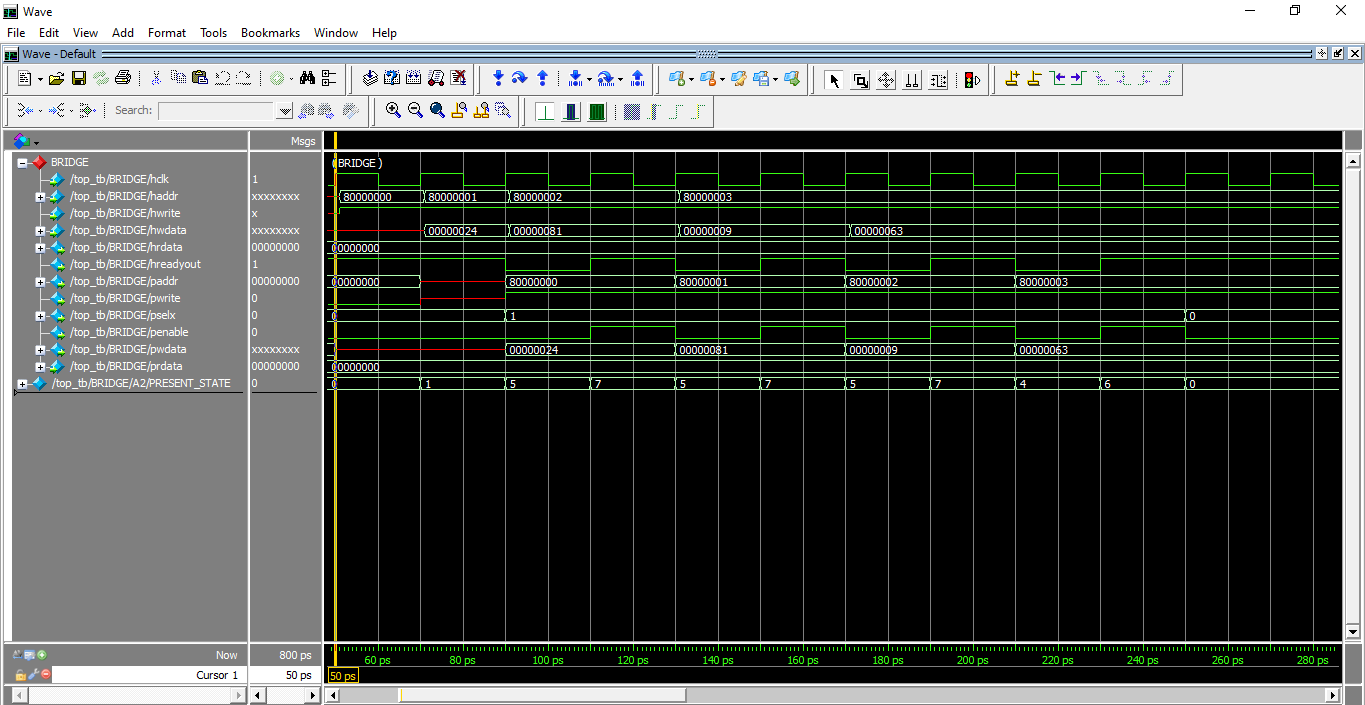 Wave
File Edit View Add Format Tools Bookmarks Window Help
Wave - Default
Search:
Msgs
BRIDGE (BRIDGE)
/top_tb/BRIDGE/hclk 1
/top_tb/BRIDGE/haddr xxxxxxxx 80000000 80000001 80000002 80000003
/top_tb/BRIDGE/hwrite x
/top_tb/BRIDGE/hwdata xxxxxxxx 00000024 00000081 00000009 00000063
/top_tb/BRIDGE/hrdata 00000000 00000000
/top_tb/BRIDGE/hreadyout 1
/top_tb/BRIDGE/paddr 00000000 00000000 80000000 80000001 80000002 80000003
/top_tb/BRIDGE/pwrite 0
/top_tb/BRIDGE/pselx 0 0 1 0
/top_tb/BRIDGE/penable 0
/top_tb/BRIDGE/pwdata xxxxxxxx 00000024 00000081 00000009 00000063
/top_tb/BRIDGE/prdata 00000000 00000000
/top_tb/BRIDGE/A2/PRESENT_STATE 0 0 1 5 7 5 7 5 7 4 6 0
Now 800 ps 60 ps 80 ps 100 ps 120 ps 140 ps 160 ps 180 ps 200 ps 220 ps 240 ps 260 ps 280 ps
Cursor 1 50 ps 50 ps